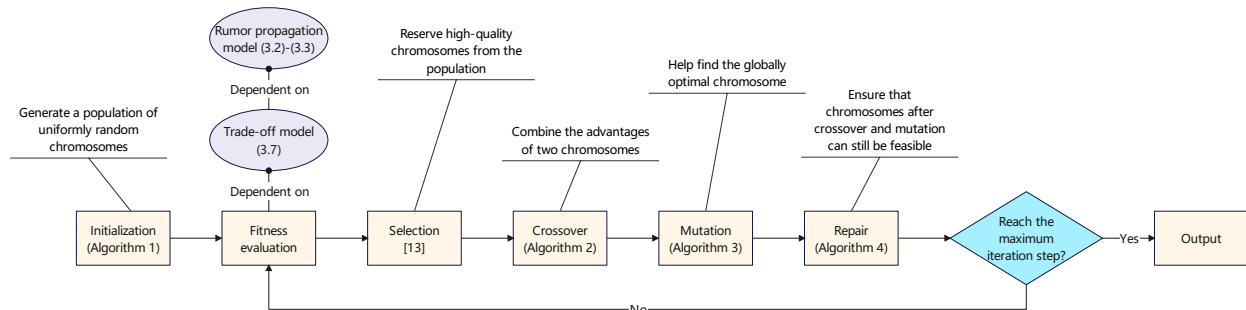 Rumor propagation
model (3.2)-(3.3)
Dependent on
Trade-off model
(3.7)
Dependent on
Generate a population of
uniformly random
chromosomes
Reserve high-quality
chromosomes from the
population
Combine the advantages
of two chromosomes
Help find the globally
optimal chromosome
Ensure that
chromosomes after
crossover and mutation
can still be feasible
Initialization
(Algorithm 1)
Fitness
evaluation
Selection
[13]
Crossover
(Algorithm 2)
Mutation
(Algorithm 3)
Repair
(Algorithm 4)
Reach the
maximum
iteration step?
Yes
Output
No